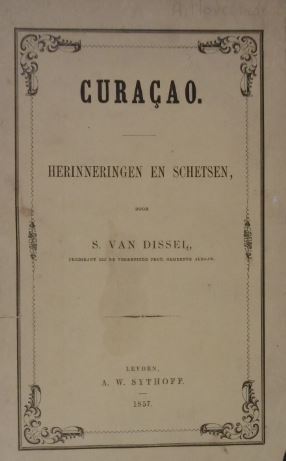 CURAÇAO.
HERINNERINGEN EN SCHETSEN,
DOOR
S. VAN DISSEL,
PREDIKANT BIJ DE VEREENIGDE PROT. GEMEENTE ALDAAR.
LEYDEN,
A. W. SYTHOFF.
1857.